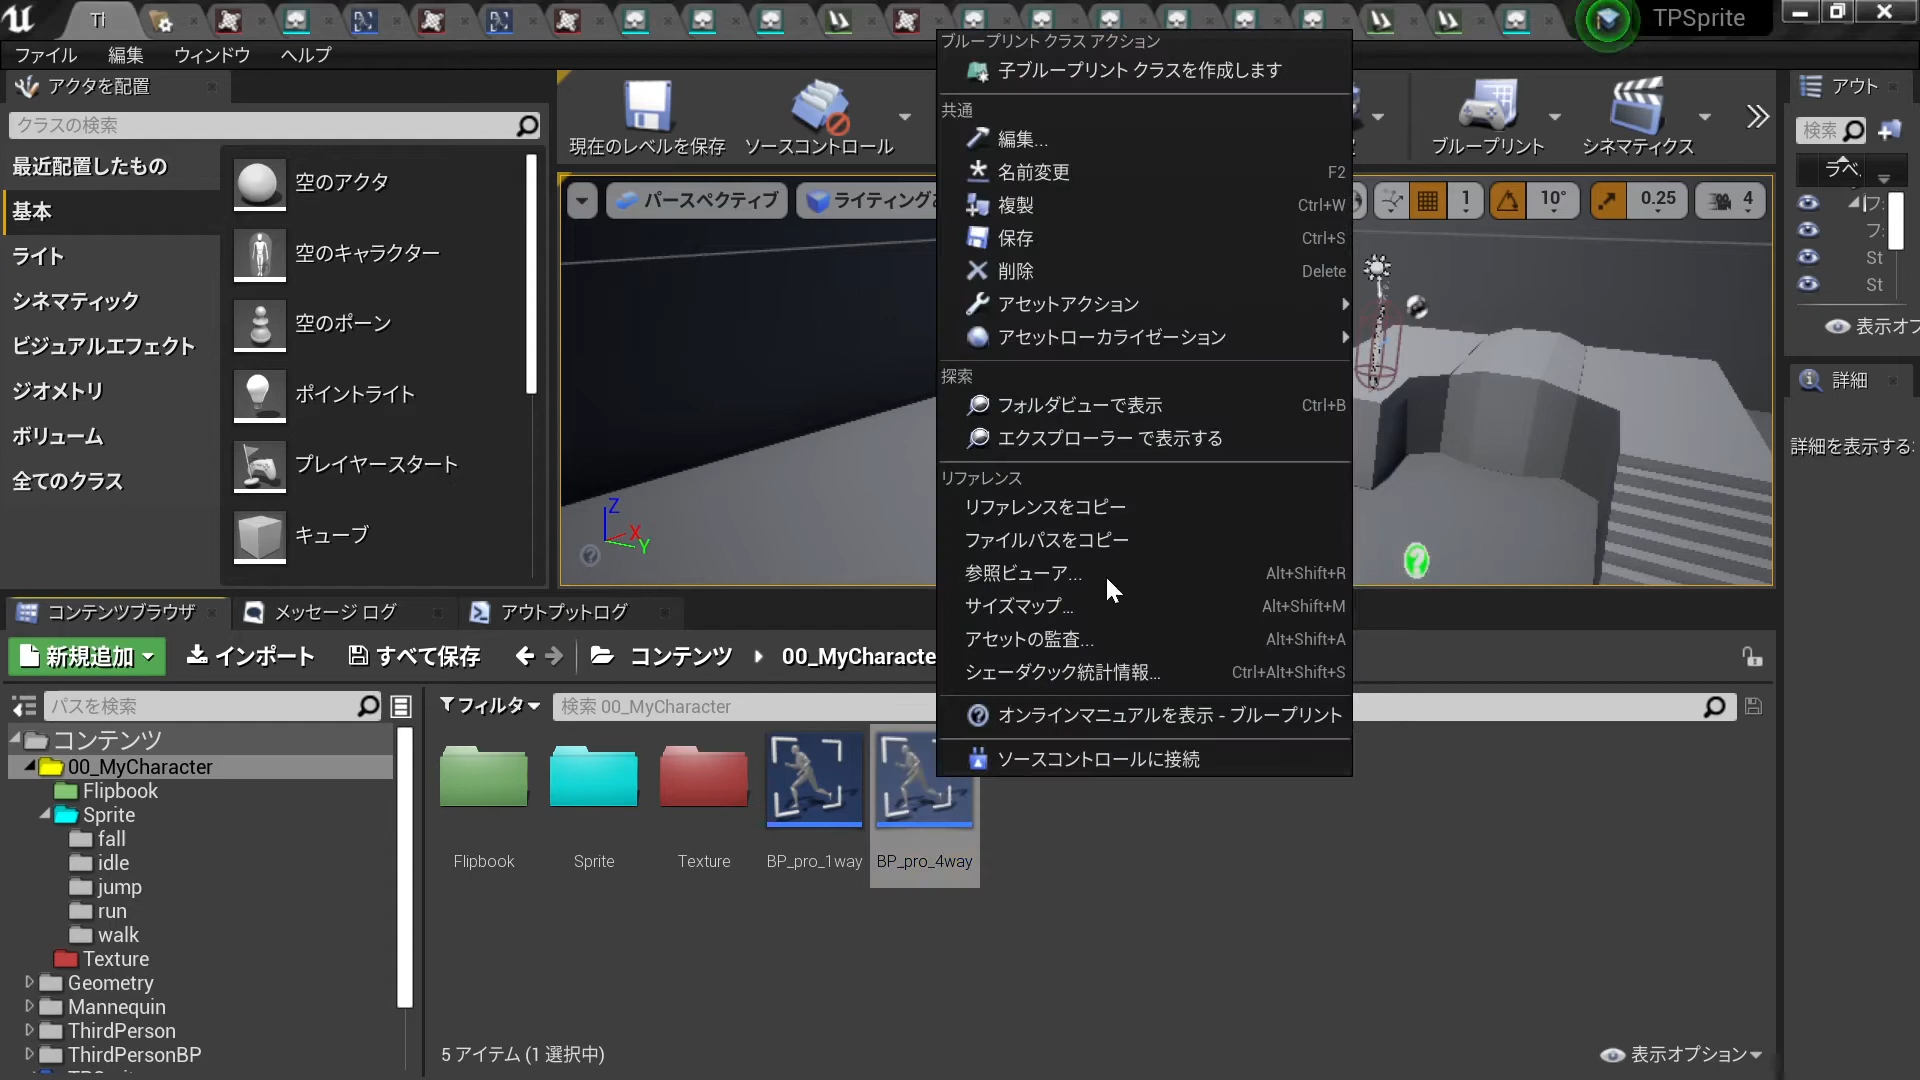 TPSprite
ファイル
編集
ウィンドウ
ヘルプ
アクタを配置
クラスの検索
最近配置したもの
基本
ライト
シネマティック
ビジュアルエフェクト
ジオメトリ
ボリューム
全てのクラス
空のアクタ
空のキャラクター
空のポーン
ポイントライト
プレイヤースタート
キューブ
現在のレベルを保存
ソースコントロール
ブループリント
シネマティクス
パースペクティブ
ライティングあ
1
10°
0.25
4
Z
X
Y
ブループリント クラス アクション
子ブループリント クラスを作成します
共通
編集...
名前変更 F2
複製 Ctrl+W
保存 Ctrl+S
削除 Delete
アセットアクション
アセットローカライゼーション
探索
フォルダビューで表示 Ctrl+B
エクスプローラー で表示する
リファレンス
リファレンスをコピー
ファイルパスをコピー
参照ビューア... Alt+Shift+R
サイズマップ... Alt+Shift+M
アセットの監査... Alt+Shift+A
シェーダクック統計情報... Ctrl+Alt+Shift+S
オンラインマニュアルを表示 - ブループリント
ソースコントロールに接続
アウト
検索
ラベ
フ
St
St
表示オプ
詳細
詳細を表示する
コンテンツブラウザ
メッセージ ログ
アウトプットログ
新規追加
インポート
すべて保存
コンテンツ
00_MyCharacte
パスを検索
フィルタ
検索 00_MyCharacter
コンテンツ
00_MyCharacter
Flipbook
Sprite
fall
idle
jump
run
walk
Texture
Geometry
Mannequin
ThirdPerson
ThirdPersonBP
Flipbook
Sprite
Texture
BP_pro_1way
BP_pro_4way
5 アイテム (1 選択中)
表示オプション